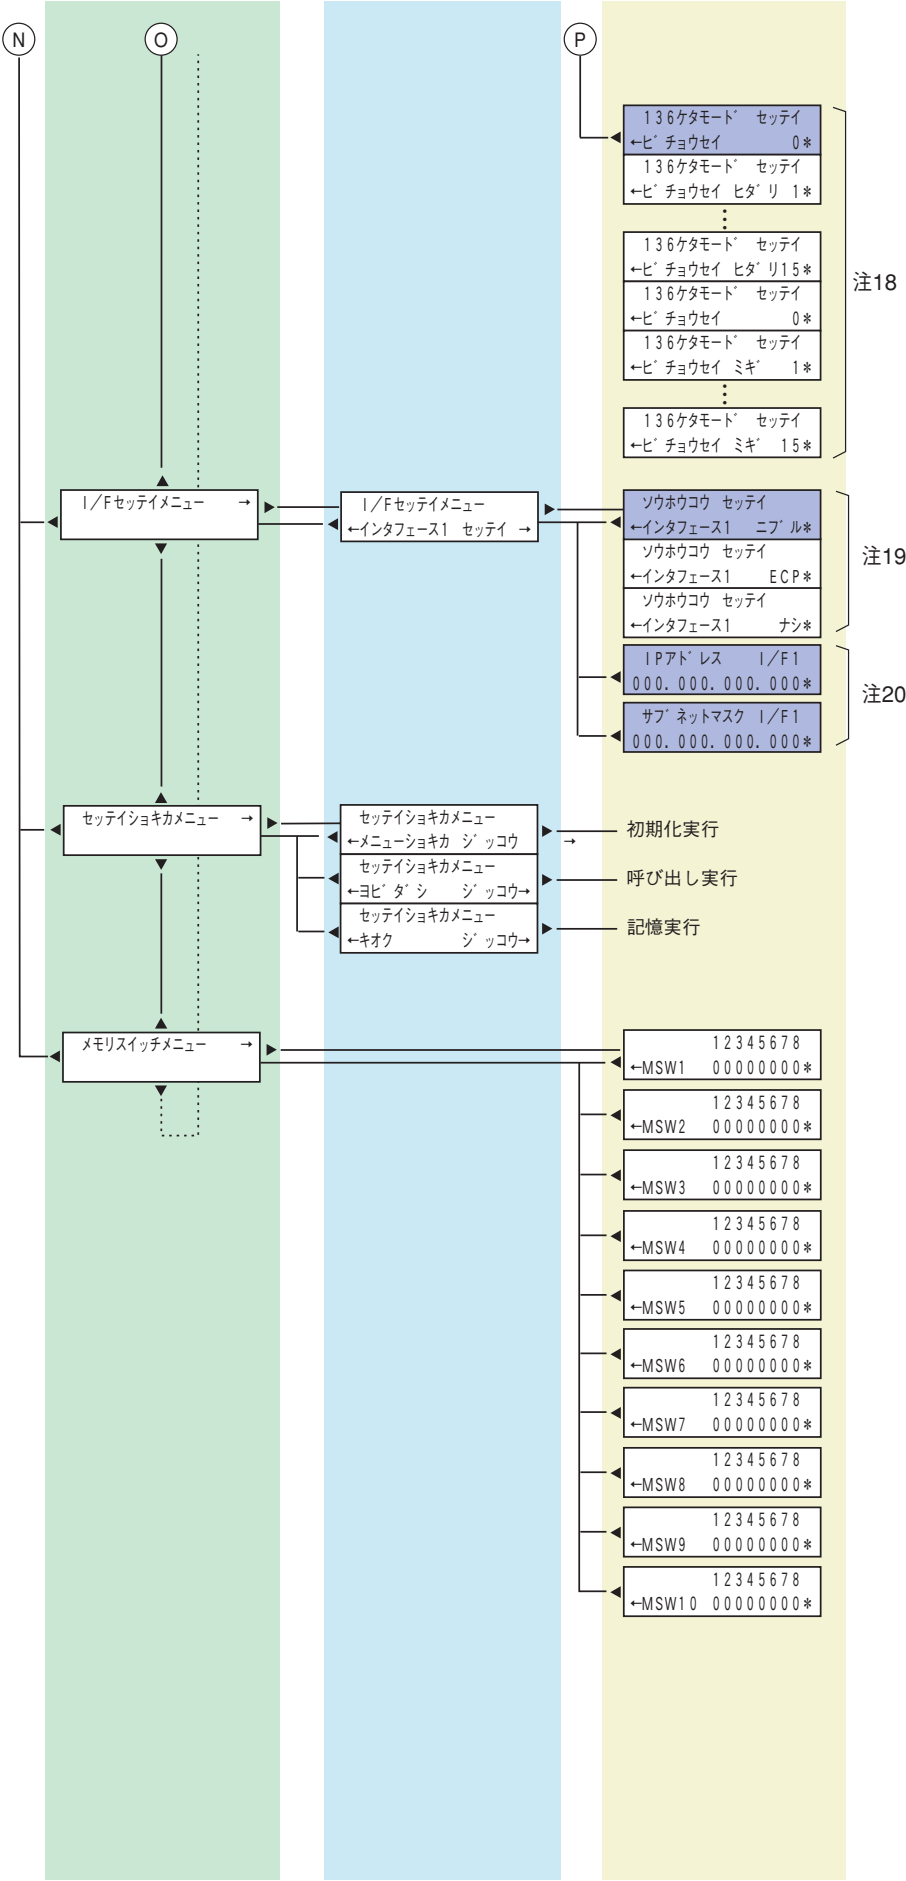 N
O
P
136ケタモード セッテイ
←ビチョウセイ 0*
136ケタモード セッテイ
←ビチョウセイ ヒダリ 1*
136ケタモード セッテイ
←ビチョウセイ ヒダリ15*
136ケタモード セッテイ
←ビチョウセイ 0*
136ケタモード セッテイ
←ビチョウセイ ミギ 1*
136ケタモード セッテイ
←ビチョウセイ ミギ 15*
注18
I/Fセッテイメニュー →
I/Fセッテイメニュー
←インタフェース1 セッテイ →
ソウホウコウ セッテイ
←インタフェース1 ニブル*
ソウホウコウ セッテイ
←インタフェース1 ECP*
ソウホウコウ セッテイ
←インタフェース1 ナシ*
注19
IPアドレス I/F1
000.000.000.000*
サブネットマスク I/F1
000.000.000.000*
注20
セッテイショキカメニュー →
セッテイショキカメニュー
←メニューショキカ ジッコウ →
初期化実行
セッテイショキカメニュー
←ヨビダシ ジッコウ→
呼び出し実行
セッテイショキカメニュー
←キオク ジッコウ→
記憶実行
メモリスイッチメニュー →
12345678
←MSW1 00000000*
12345678
←MSW2 00000000*
12345678
←MSW3 00000000*
12345678
←MSW4 00000000*
12345678
←MSW5 00000000*
12345678
←MSW6 00000000*
12345678
←MSW7 00000000*
12345678
←MSW8 00000000*
12345678
←MSW9 00000000*
12345678
←MSW10 00000000*